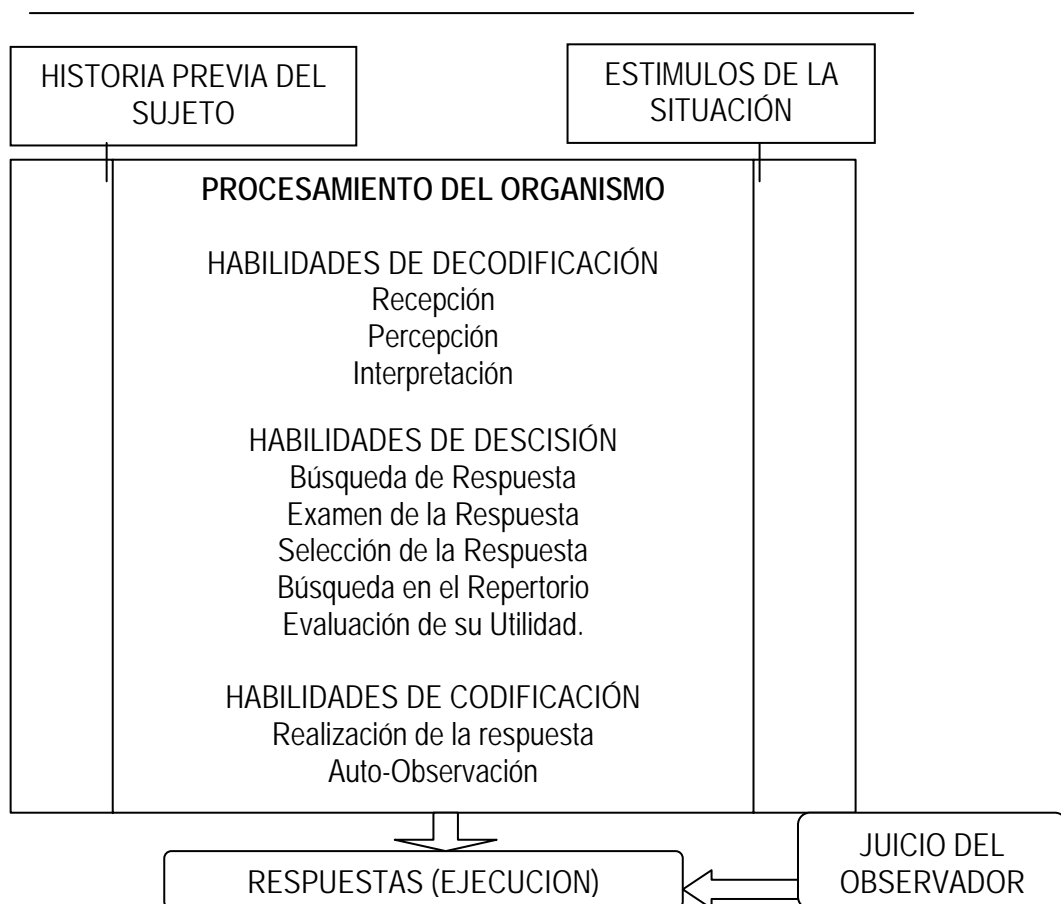 HISTORIA PREVIA DEL
SUJETO
ESTIMULOS DE LA
SITUACIÓN
PROCESAMIENTO DEL ORGANISMO
HABILIDADES DE DECODIFICACIÓN
Recepción
Percepción
Interpretación
HABILIDADES DE DESCISIÓN
Búsqueda de Respuesta
Examen de la Respuesta
Selección de la Respuesta
Búsqueda en el Repertorio
Evaluación de su Utilidad.
HABILIDADES DE CODIFICACIÓN
Realización de la respuesta
Auto-Observación
RESPUESTAS (EJECUCION)
JUICIO DEL
OBSERVADOR